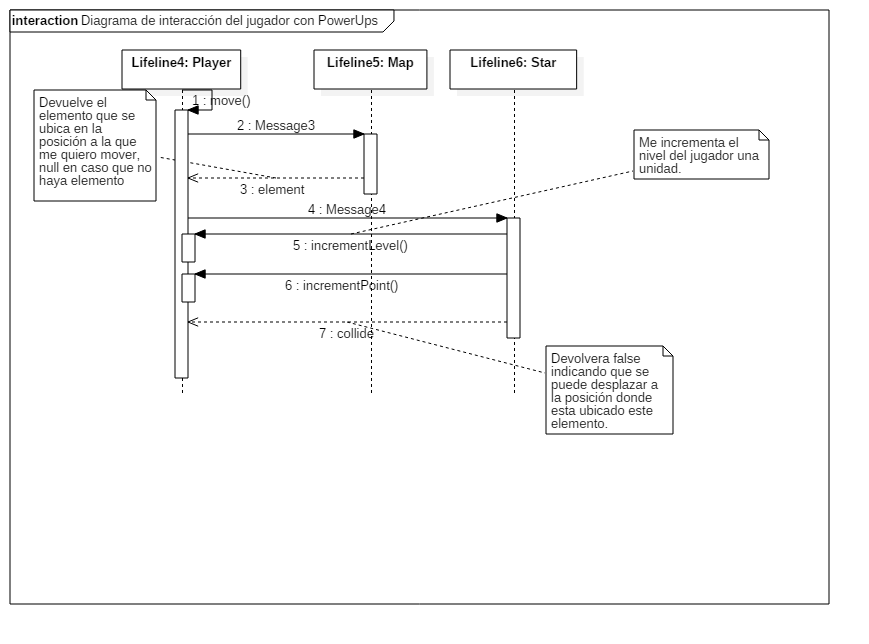 interaction Diagrama de interacción del jugador con PowerUps
Lifeline4: Player
Lifeline5: Map
Lifeline6: Star
1 : move()
Devuelve el
elemento que se
ubica en la
posición a la que
me quiero mover,
null en caso que no
haya elemento
2 : Message3
3 : element
Me incrementa el
nivel del jugador una
unidad.
4 : Message4
5 : incrementLevel()
6 : incrementPoint()
7 : collide
Devolvera false
indicando que se
puede desplazar a
la posición donde
esta ubicado este
elemento.